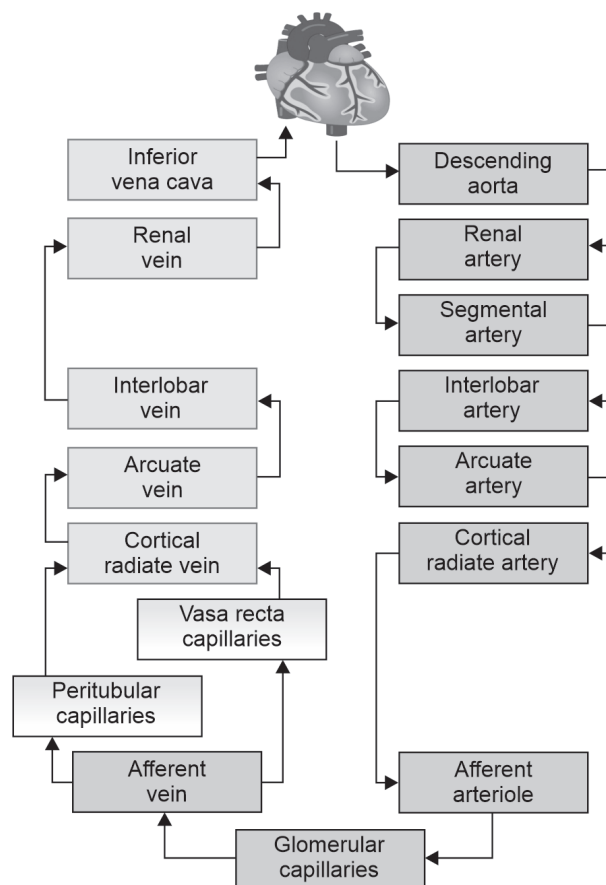 Inferior
vena cava
Descending
aorta
Renal
vein
Renal
artery
Segmental
artery
Interlobar
vein
Interlobar
artery
Arcuate
vein
Arcuate
artery
Cortical
radiate vein
Cortical
radiate artery
Vasa recta
capillaries
Peritubular
capillaries
Afferent
vein
Afferent
arteriole
Glomerular
capillaries